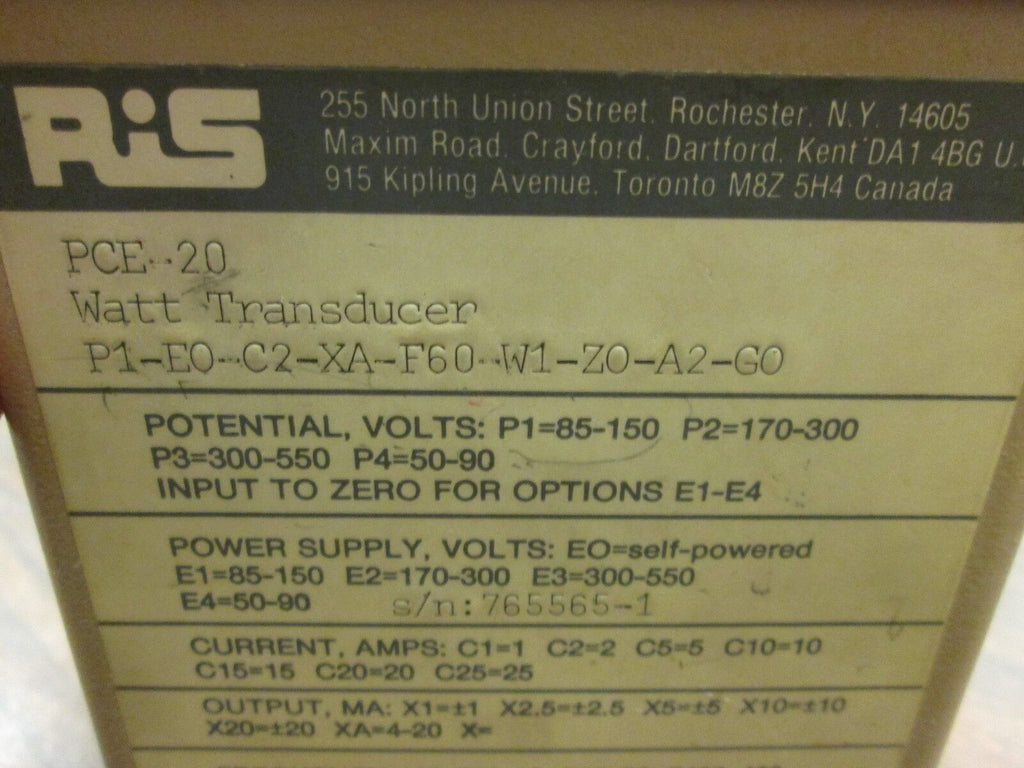 RiS
255 North Union Street. Rochester. N.Y. 14605
Maxim Road. Crayford. Dartford. Kent DA1 4BG U.
915 Kipling Avenue. Toronto M8Z 5H4 Canada
PCE-20
Watt Transducer
P1-EO-C2-XA-F60-W1-ZO-A2-GO
POTENTIAL, VOLTS: P1=85-150 P2=170-300
P3=300-550 P4=50-90
INPUT TO ZERO FOR OPTIONS E1-E4
POWER SUPPLY, VOLTS: EO=self-powered
E1=85-150 E2=170-300 E3=300-550
E4=50-90 s/n:765565-1
CURRENT, AMPS: C1=1 C2=2 C5=5 C10=10
C15=15 C20=20 C25=25
OUTPUT, MA: X1=±1 X2.5=±2.5 X5=±5 X10=±10
X20=±20 XA=4-20 X=